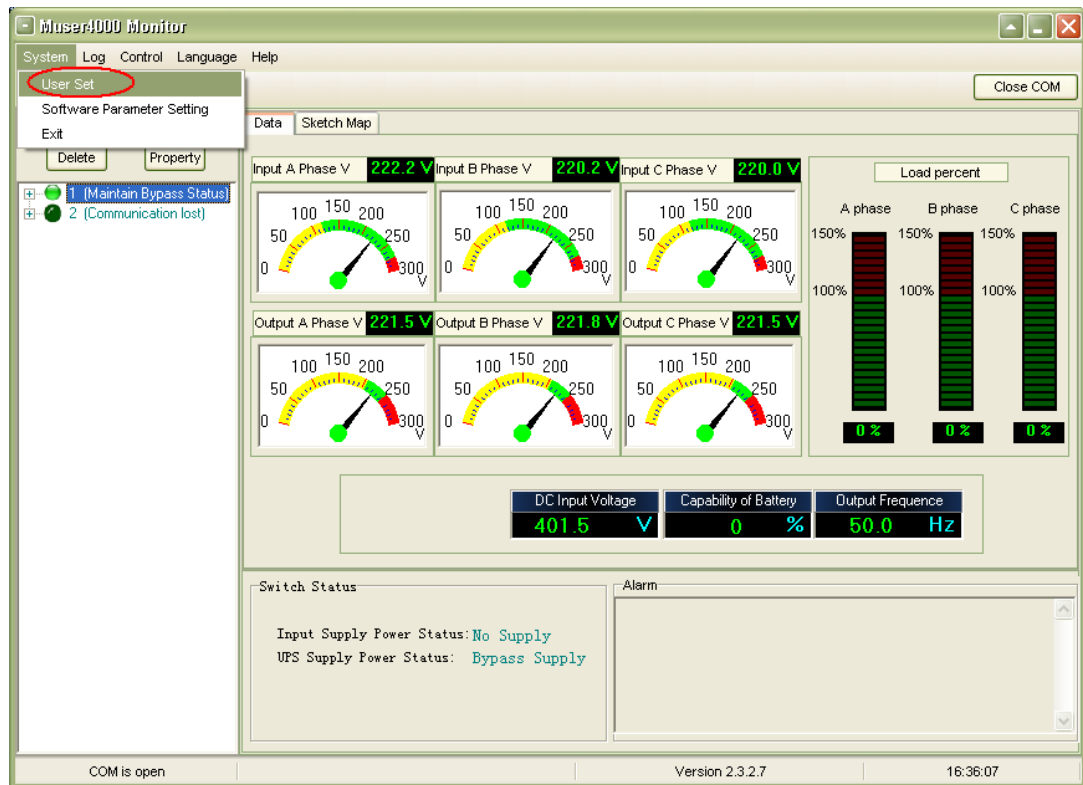 Muser4000 Monitor
System Log Control Language Help
User Set
Software Parameter Setting
Exit
Close COM
Delete Property
1 (Maintain Bypass Status)
2 (Communication lost)
Data Sketch Map
Input A Phase V 222.2 V Input B Phase V 220.2 V Input C Phase V 220.0 V
0 50 100 150 200 250 300 V
0 50 100 150 200 250 300 V
0 50 100 150 200 250 300 V
Output A Phase V 221.5 V Output B Phase V 221.8 V Output C Phase V 221.5 V
0 50 100 150 200 250 300 V
0 50 100 150 200 250 300 V
0 50 100 150 200 250 300 V
Load percent
A phase B phase C phase
150% 150% 150%
100% 100% 100%
0 % 0 % 0 %
DC Input Voltage Capability of Battery Output Frequence
401.5 V 0 % 50.0 Hz
Switch Status
Input Supply Power Status: No Supply
UPS Supply Power Status: Bypass Supply
Alarm
COM is open Version 2.3.2.7 16:36:07